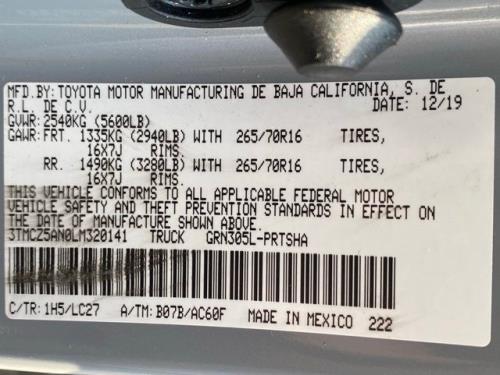 MFD.BY: TOYOTA MOTOR MANUFACTURING DE BAJA CALIFORNIA, S. DE
R.L. DE C.V. DATE: 12/19
GVWR: 2540KG (5600LB)
GAWR: FRT. 1335KG (2940LB) WITH 265/70R16 TIRES,
16X7J RIMS.
RR. 1490KG (3280LB) WITH 265/70R16 TIRES,
16X7J RIMS.
THIS VEHICLE CONFORMS TO ALL APPLICABLE FEDERAL MOTOR
VEHICLE SAFETY AND THEFT PREVENTION STANDARDS IN EFFECT ON
THE DATE OF MANUFACTURE SHOWN ABOVE.
3TMCZ5AN0LM320141 TRUCK GRN305L-PRTSHA
C/TR: 1H5/LC27 A/TM: B07B/AC60F MADE IN MEXICO 222